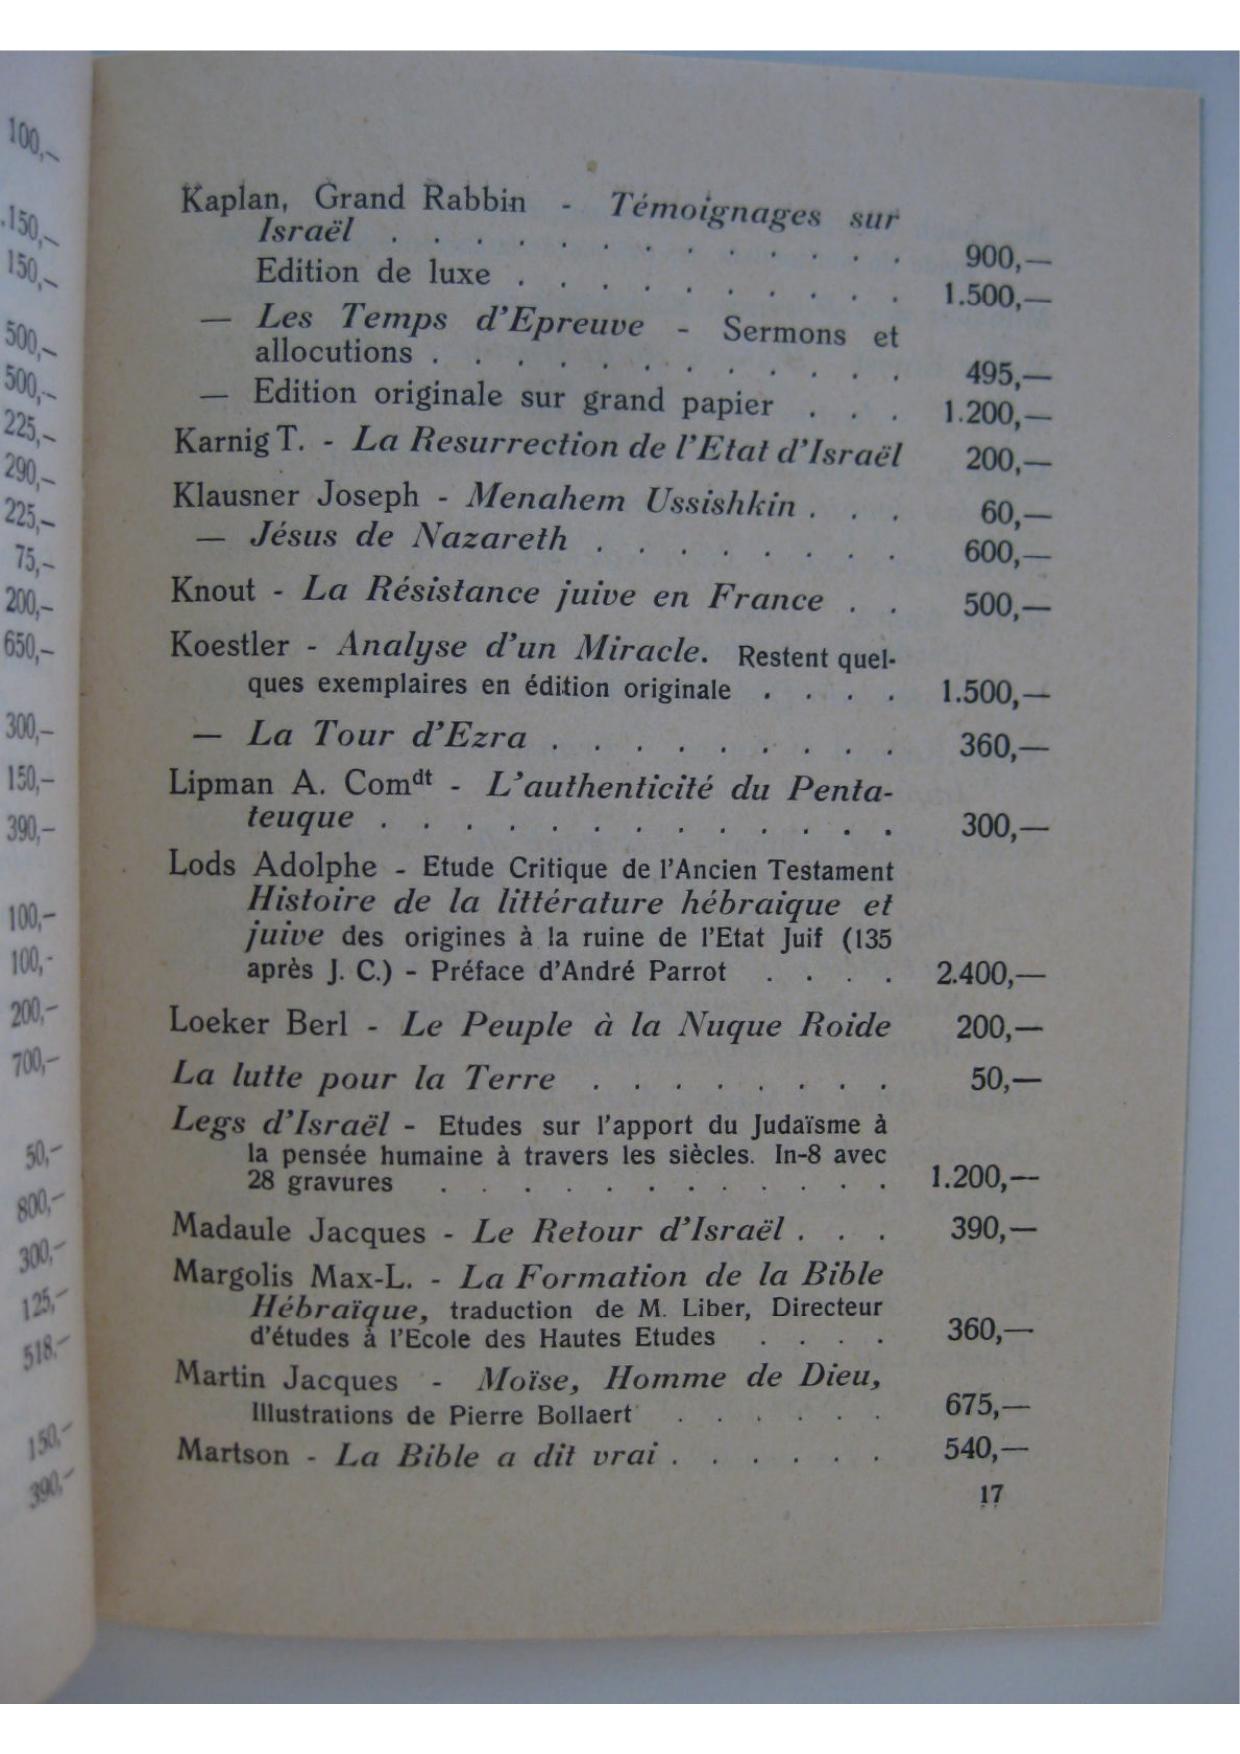 100,—
.150,—
150,—
500,—
500,—
225,—
290,—
225,—
75,—
200,—
650,—
300,—
150,—
390,—
100,—
100,-
200,—
700,—
50,—
800,—
300,—
125,—
518,—
150,—
390,—
Kaplan, Grand Rabbin - Témoignages sur
Israël . . . . . . . . . . . . 900,—
Edition de luxe . . . . . . . . . . 1.500,—
— Les Temps d'Epreuve - Sermons et
allocutions . . . . . . . . . . . . 495,—
— Edition originale sur grand papier . . . 1.200,—
Karnig T. - La Resurrection de l'Etat d'Israël 200,—
Klausner Joseph - Menahem Ussishkin . . . 60,—
— Jésus de Nazareth . . . . . . . . 600,—
Knout - La Résistance juive en France . . 500,—
Koestler - Analyse d'un Miracle. Restent quel-
ques exemplaires en édition originale . . . . 1.500,—
— La Tour d'Ezra . . . . . . . . . 360,—
Lipman A. Comdt - L'authenticité du Penta-
teuque . . . . . . . . . . . . . 300,—
Lods Adolphe - Etude Critique de l'Ancien Testament
Histoire de la littérature hébraique et
juive des origines à la ruine de l'Etat Juif (135
après J. C.) - Préface d'André Parrot . . . . 2.400,—
Loeker Berl - Le Peuple à la Nuque Roide 200,—
La lutte pour la Terre . . . . . . . . 50,—
Legs d'Israël - Etudes sur l'apport du Judaïsme à
la pensée humaine à travers les siècles. In-8 avec
28 gravures . . . . . . . . . . . 1.200,—
Madaule Jacques - Le Retour d'Israël . . . 390,—
Margolis Max-L. - La Formation de la Bible
Hébraïque, traduction de M. Liber, Directeur
d'études à l'Ecole des Hautes Etudes . . . . 360,—
Martin Jacques - Moïse, Homme de Dieu,
Illustrations de Pierre Bollaert . . . . . . 675,—
Martson - La Bible a dit vrai . . . . . . 540,—
17